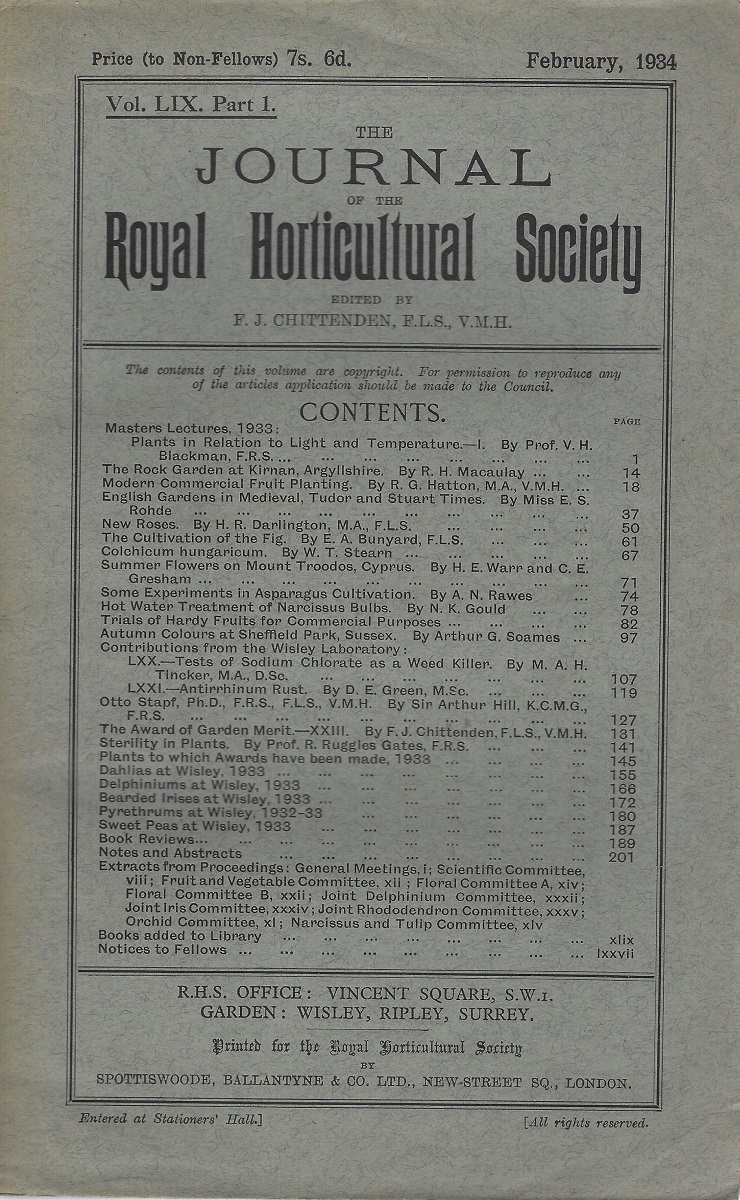 Price (to Non-Fellows) 7s. 6d. February, 1934
Vol. LIX. Part 1.
THE
JOURNAL
OF THE
Royal Horticultural Society
EDITED BY
F. J. CHITTENDEN, F.L.S., V.M.H.
The contents of this volume are copyright. For permission to reproduce any
of the articles application should be made to the Council.
CONTENTS.
PAGE
Masters Lectures, 1933:
Plants in Relation to Light and Temperature.—I. By Prof. V. H.
Blackman, F.R.S. ... ... ... ... ... ... ... ... 1
The Rock Garden at Kirnan, Argyllshire. By R. H. Macaulay ... ... 14
Modern Commercial Fruit Planting. By R. G. Hatton, M.A., V.M.H. ... 18
English Gardens in Medieval, Tudor and Stuart Times. By Miss E. S.
Rohde ... ... ... ... ... ... ... ... ... 37
New Roses. By H. R. Darlington, M.A., F.L.S. ... ... ... ... 50
The Cultivation of the Fig. By E. A. Bunyard, F.L.S. ... ... ... 61
Colchicum hungaricum. By W. T. Stearn ... ... ... ... ... 67
Summer Flowers on Mount Troodos, Cyprus. By H. E. Warr and C. E.
Gresham ... ... ... ... ... ... ... ... ... ... 71
Some Experiments in Asparagus Cultivation. By A. N. Rawes ... 74
Hot Water Treatment of Narcissus Bulbs. By N. K. Gould ... ... 78
Trials of Hardy Fruits for Commercial Purposes ... ... ... ... 82
Autumn Colours at Sheffield Park, Sussex. By Arthur G. Soames ... 97
Contributions from the Wisley Laboratory:
LXX.—Tests of Sodium Chlorate as a Weed Killer. By M. A. H.
Tincker, M.A., D.Sc. ... ... ... ... ... ... ... 107
LXXI.—Antirrhinum Rust. By D. E. Green, M.Sc. ... ... ... 119
Otto Stapf, Ph.D., F.R.S., F.L.S., V.M.H. By Sir Arthur Hill, K.C.M.G.,
F.R.S. ... ... ... ... ... ... ... ... ... ... 127
The Award of Garden Merit.—XXIII. By F. J. Chittenden, F.L.S., V.M.H. 131
Sterility in Plants. By Prof. R. Ruggles Gates, F.R.S. ... ... ... 141
Plants to which Awards have been made, 1933 ... ... ... ... 145
Dahlias at Wisley, 1933 ... ... ... ... ... ... ... ... 155
Delphiniums at Wisley, 1933 ... ... ... ... ... ... ... 166
Bearded Irises at Wisley, 1933 ... ... ... ... ... ... ... 172
Pyrethrums at Wisley, 1932–33 ... ... ... ... ... ... 180
Sweet Peas at Wisley, 1933 ... ... ... ... ... ... ... 187
Book Reviews... ... ... ... ... ... ... ... ... ... 189
Notes and Abstracts ... ... ... ... ... ... ... ... 201
Extracts from Proceedings: General Meetings, i; Scientific Committee,
viii; Fruit and Vegetable Committee, xii; Floral Committee A, xiv;
Floral Committee B, xxii; Joint Delphinium Committee, xxxii;
Joint Iris Committee, xxxiv; Joint Rhododendron Committee, xxxv;
Orchid Committee, xl; Narcissus and Tulip Committee, xlv
Books added to Library ... ... ... ... ... ... ... ... xlix
Notices to Fellows ... ... ... ... ... ... ... ... ... lxxvii
R.H.S. OFFICE: VINCENT SQUARE, S.W.1.
GARDEN: WISLEY, RIPLEY, SURREY.
Printed for the Royal Horticultural Society
BY
SPOTTISWOODE, BALLANTYNE & CO. LTD., NEW-STREET SQ., LONDON.
Entered at Stationers' Hall.] [All rights reserved.